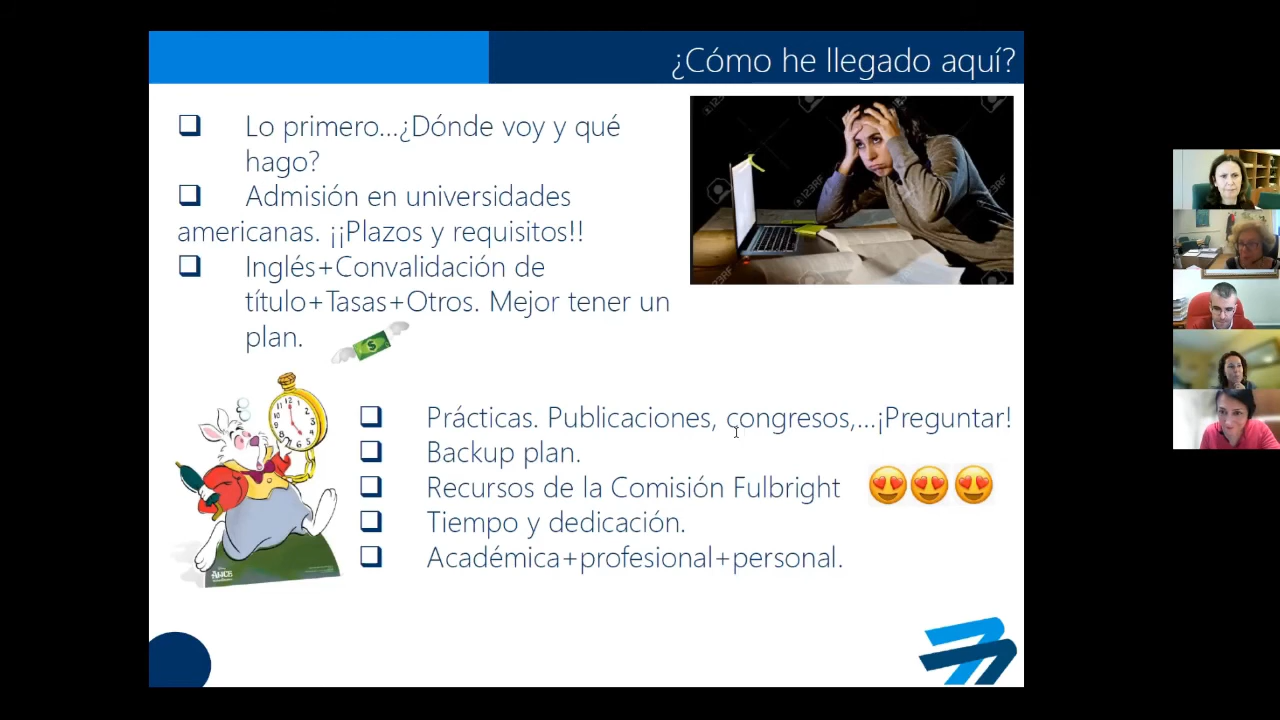 ¿Cómo he llegado aquí?
Lo primero...¿Dónde voy y qué
hago?
Admisión en universidades
americanas. ¡¡Plazos y requisitos!!
Inglés+Convalidación de
título+Tasas+Otros. Mejor tener un
plan.
Prácticas. Publicaciones, congresos,...¡Preguntar!
Backup plan.
Recursos de la Comisión Fulbright
Tiempo y dedicación.
Académica+profesional+personal.